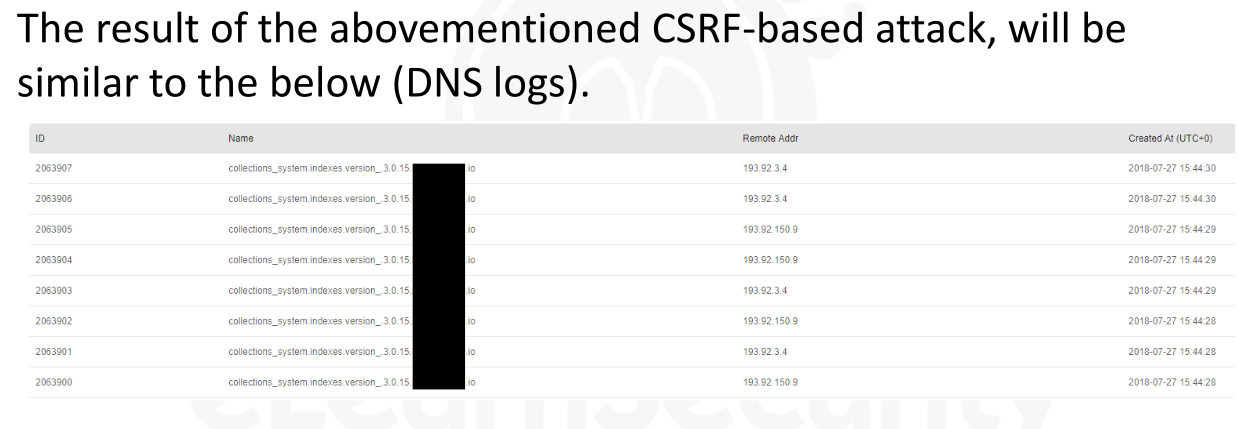 The result of the abovementioned CSRF-based attack, will be
similar to the below (DNS logs).
ID Name Remote Addr Created At (UTC+0)
2063907 collections_system.indexes.version_.3.0.15. .io 193.92.3.4 2018-07-27 15:44:30
2063906 collections_system.indexes.version_.3.0.15. .io 193.92.3.4 2018-07-27 15:44:30
2063905 collections_system.indexes.version_.3.0.15. .io 193.92.150.9 2018-07-27 15:44:29
2063904 collections_system.indexes.version_.3.0.15. .io 193.92.150.9 2018-07-27 15:44:29
2063903 collections_system.indexes.version_.3.0.15. .io 193.92.3.4 2018-07-27 15:44:29
2063902 collections_system.indexes.version_.3.0.15. .io 193.92.150.9 2018-07-27 15:44:28
2063901 collections_system.indexes.version_.3.0.15. .io 193.92.3.4 2018-07-27 15:44:28
2063900 collections_system.indexes.version_.3.0.15. .io 193.92.150.9 2018-07-27 15:44:28
eLearnSecurity